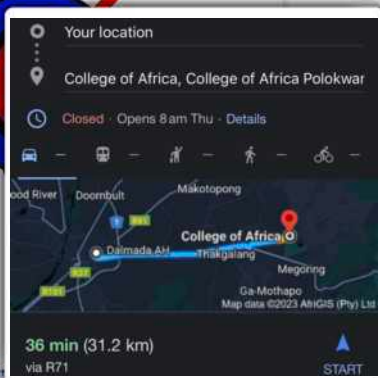 Your location
College of Africa, College of Africa Polokwar
Closed · Opens 8 am Thu · Details
– – – – –
ood River
Doornbult
Makotopong
R81
College of Africa
Dalmada AH
Thakgalang
R37
Megoring
R101
Ga-Mothapo
Map data ©2023 AfriGIS (Pty) Ltd
36 min (31.2 km)
via R71
START